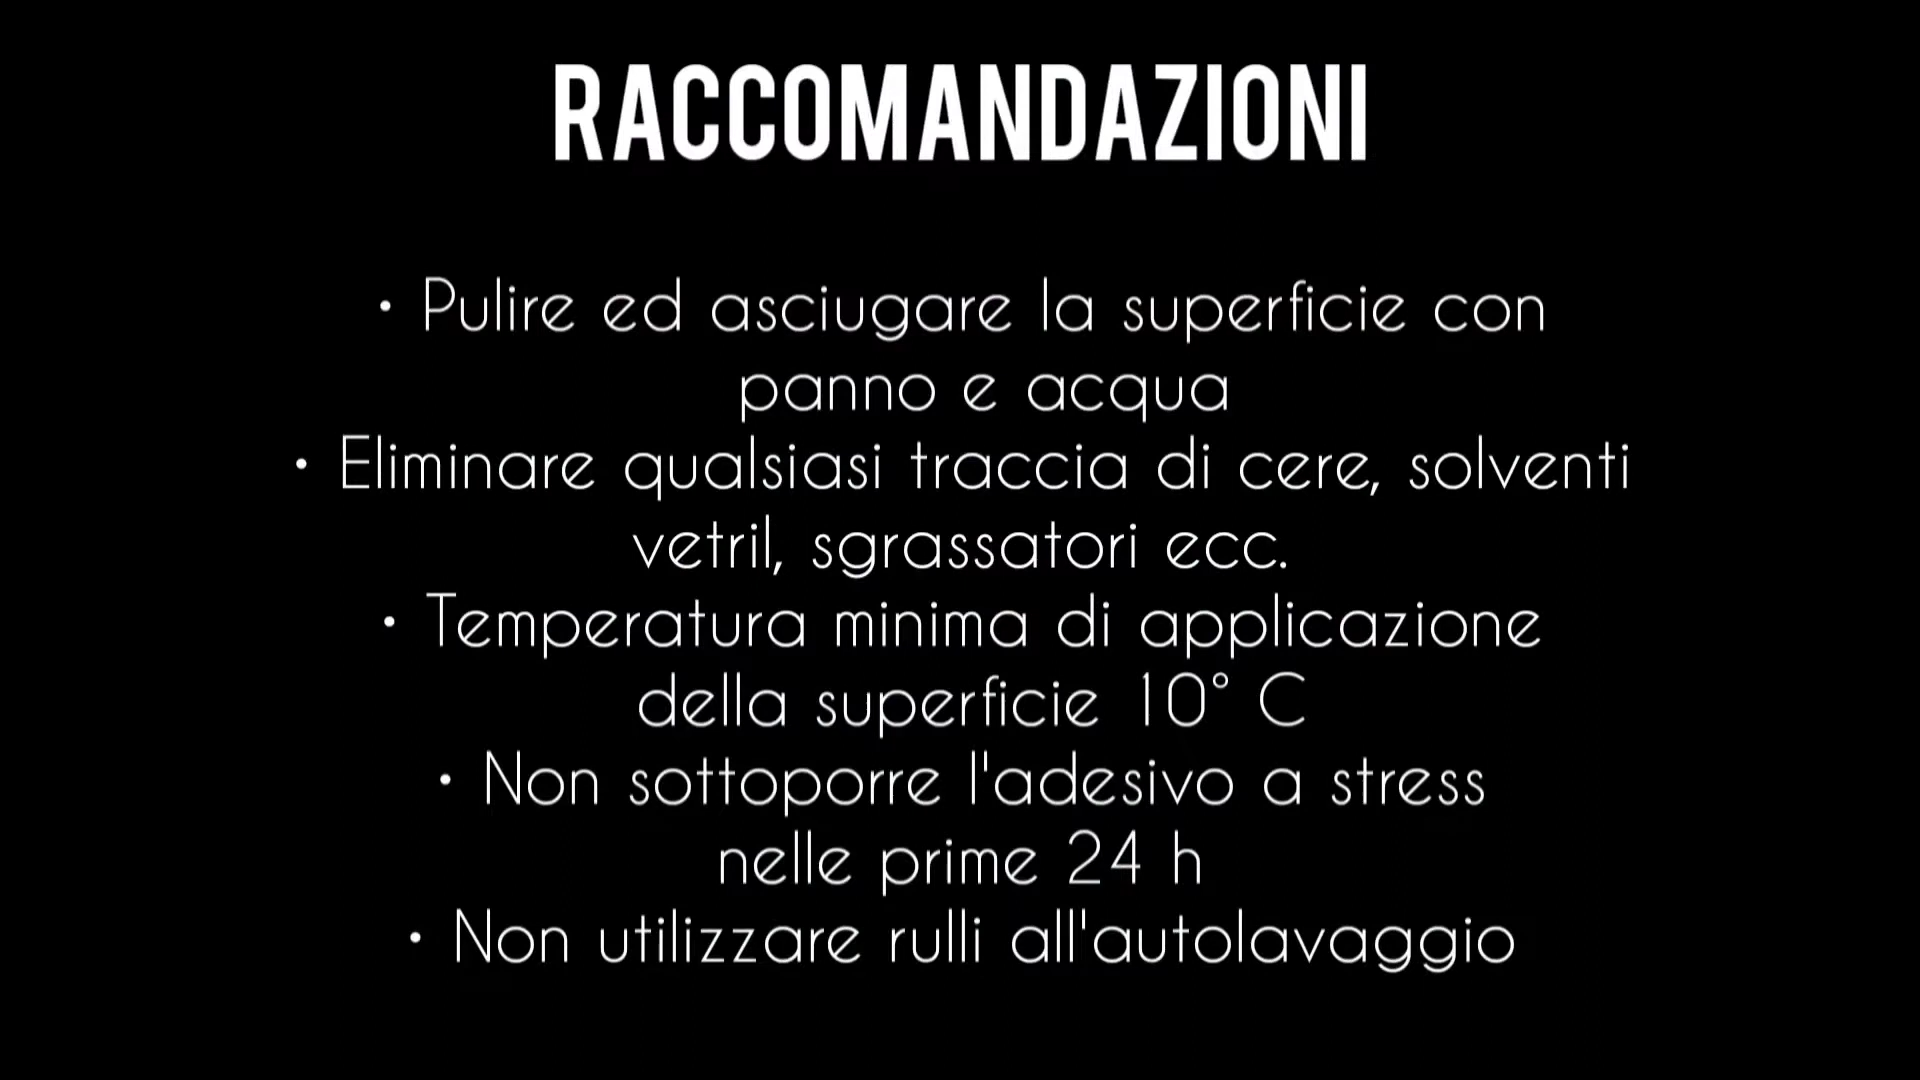 RACCOMANDAZIONI
• Pulire ed asciugare la superficie con
panno e acqua
• Eliminare qualsiasi traccia di cere, solventi
vetril, sgrassatori ecc.
• Temperatura minima di applicazione
della superficie 10° C
• Non sottoporre l'adesivo a stress
nelle prime 24 h
• Non utilizzare rulli all'autolavaggio